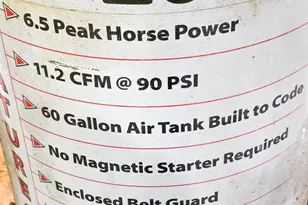 6.5 Peak Horse Power
11.2 CFM @ 90 PSI
60 Gallon Air Tank Built to Code
No Magnetic Starter Required
Enclosed Belt Guard